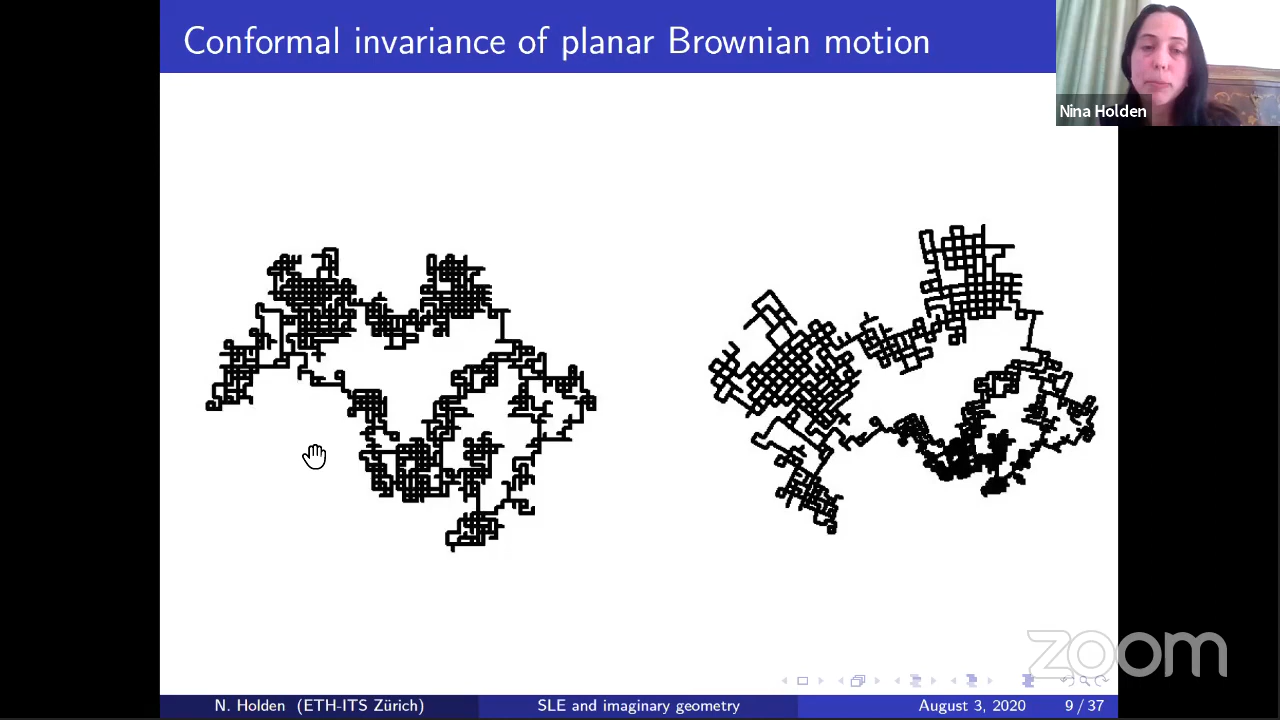 Conformal invariance of planar Brownian motion
Nina Holden
zoom
N. Holden (ETH-ITS Zürich)
SLE and imaginary geometry
August 3, 2020
9 / 37